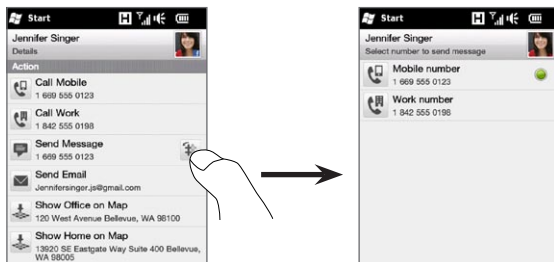 Start
Jennifer Singer
Details
Action
Call Mobile
1 669 555 0123
Call Work
1 842 555 0198
Send Message
1 669 555 0123
Send Email
Jennifersinger.js@gmail.com
Show Office on Map
120 West Avenue Bellevue, WA 98100
Show Home on Map
13920 SE Eastgate Way Suite 400 Bellevue,
WA 98005
Start
Jennifer Singer
Select number to send message
Mobile number
1 669 555 0123
Work number
1 842 555 0198